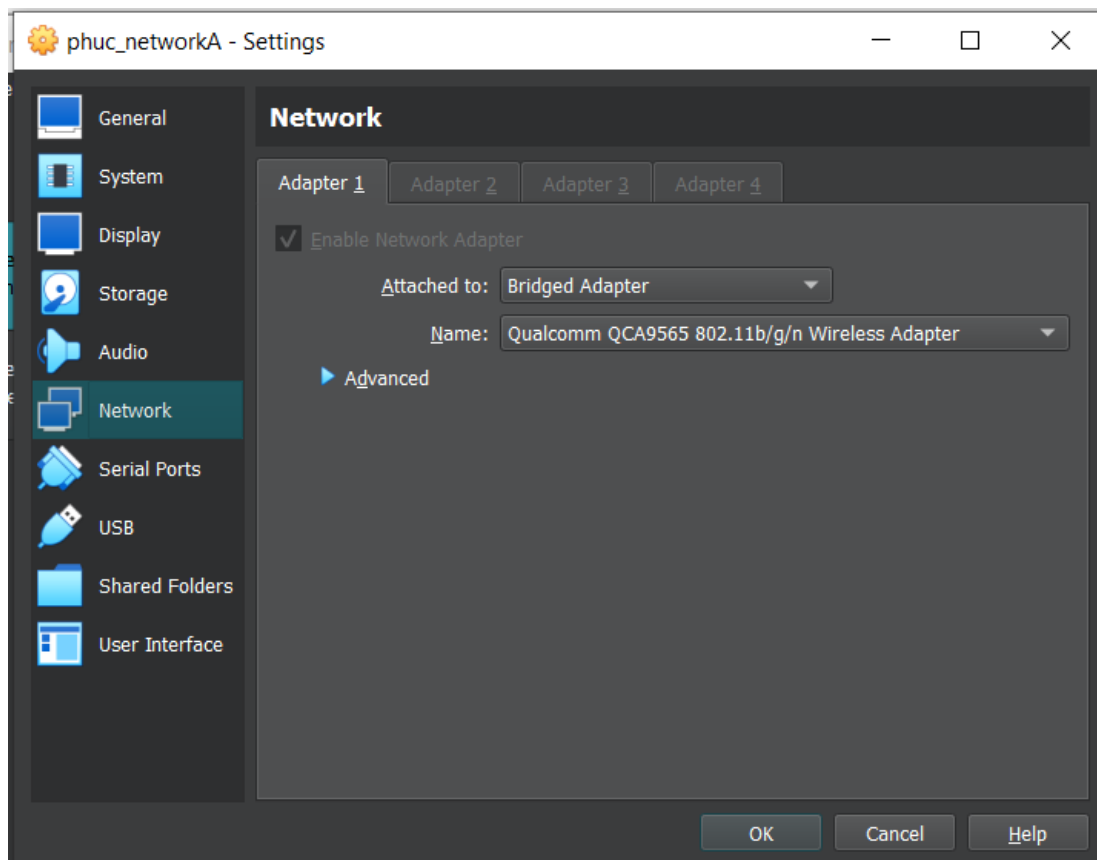 phuc_networkA - Settings
General
System
Display
Storage
Audio
Network
Serial Ports
USB
Shared Folders
User Interface
Network
Adapter 1 Adapter 2 Adapter 3 Adapter 4
Enable Network Adapter
Attached to: Bridged Adapter
Name: Qualcomm QCA9565 802.11b/g/n Wireless Adapter
Advanced
OK Cancel Help